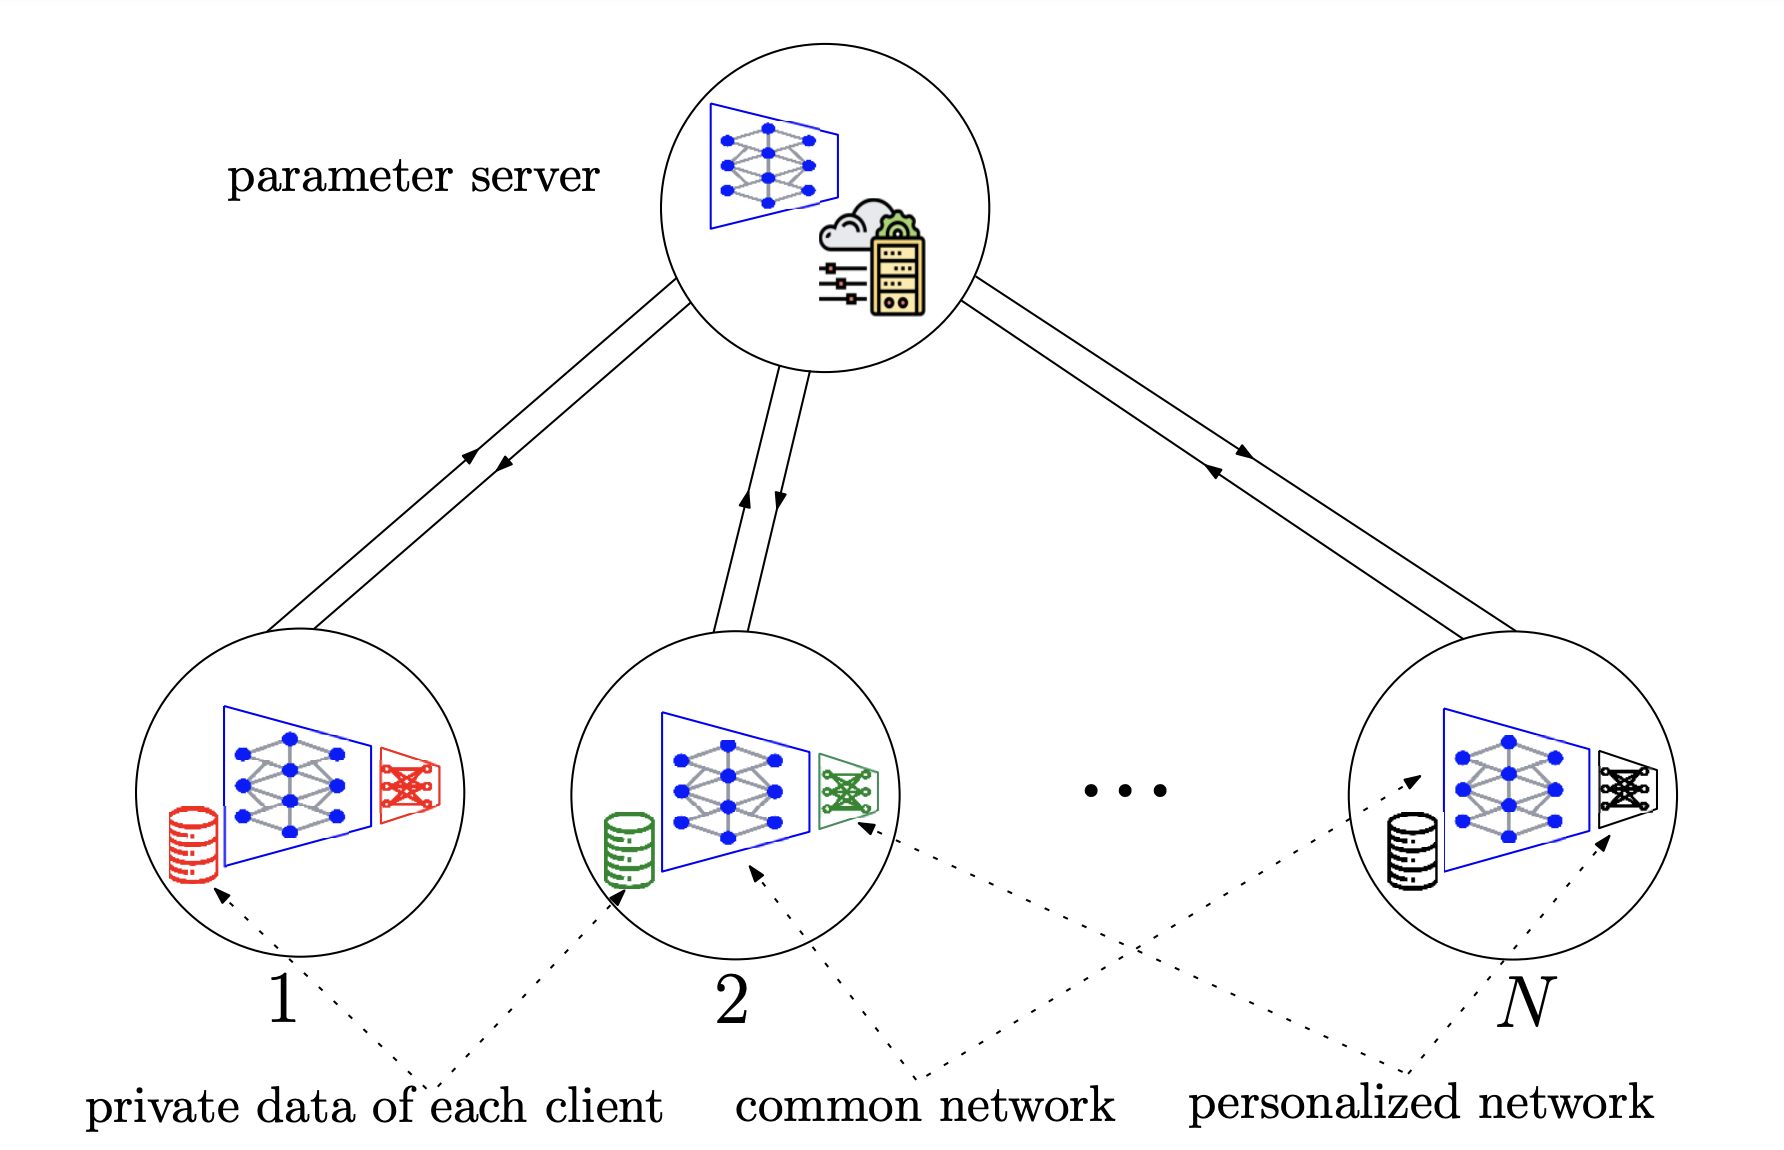 parameter server
1
2
...
N
private data of each client
common network
personalized network